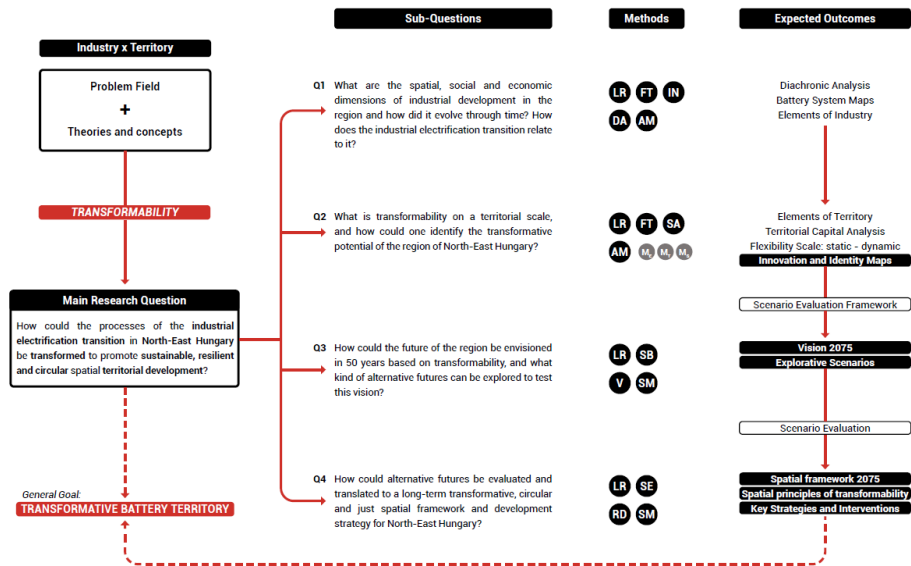 Sub-Questions
Methods
Expected Outcomes
Industry x Territory
Problem Field
+
Theories and concepts
TRANSFORMABILITY
Main Research Question
How could the processes of the industrial
electrification transition in North-East Hungary
be transformed to promote sustainable, resilient
and circular spatial territorial development?
General Goal:
TRANSFORMATIVE BATTERY TERRITORY
Q1 What are the spatial, social and economic
dimensions of industrial development in the
region and how did it evolve through time? How
does the industrial electrification transition relate
to it?
LR FT IN
DA AM
Diachronic Analysis
Battery System Maps
Elements of Industry
Q2 What is transformability on a territorial scale,
and how could one identify the transformative
potential of the region of North-East Hungary?
LR FT SA
AM M M M
Elements of Territory
Territorial Capital Analysis
Flexibility Scale: static - dynamic
Innovation and Identity Maps
Scenario Evaluation Framework
Q3 How could the future of the region be envisioned
in 50 years based on transformability, and what
kind of alternative futures can be explored to test
this vision?
LR SB
V SM
Vision 2075
Explorative Scenarios
Scenario Evaluation
Q4 How could alternative futures be evaluated and
translated to a long-term transformative, circular
and just spatial framework and development
strategy for North-East Hungary?
LR SE
RD SM
Spatial framework 2075
Spatial principles of transformability
Key Strategies and Interventions